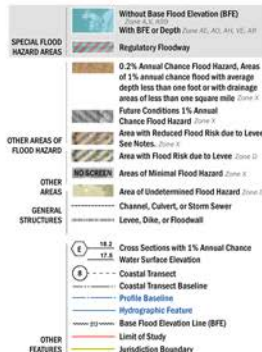 Without Base Flood Elevation (BFE)
Zone A, V, A99
With BFE or Depth Zone AE, AO, AH, VE, AR
SPECIAL FLOOD
HAZARD AREAS
Regulatory Floodway
0.2% Annual Chance Flood Hazard, Areas
of 1% annual chance flood with average
depth less than one foot or with drainage
areas of less than one square mile Zone X
Future Conditions 1% Annual
Chance Flood Hazard Zone X
Area with Reduced Flood Risk due to Levee
See Notes. Zone X
OTHER AREAS OF
FLOOD HAZARD
Area with Flood Risk due to Levee Zone D
NO SCREEN Areas of Minimal Flood Hazard Zone X
OTHER
AREAS
Area of Undetermined Flood Hazard Zone
GENERAL
STRUCTURES
Channel, Culvert, or Storm Sewer
Levee, Dike, or Floodwall
E 18.2 Cross Sections with 1% Annual Chance
17.5 Water Surface Elevation
8 Coastal Transect
Coastal Transect Baseline
Profile Baseline
Hydrographic Feature
Base Flood Elevation Line (BFE)
OTHER
FEATURES
Limit of Study
Jurisdiction Boundary